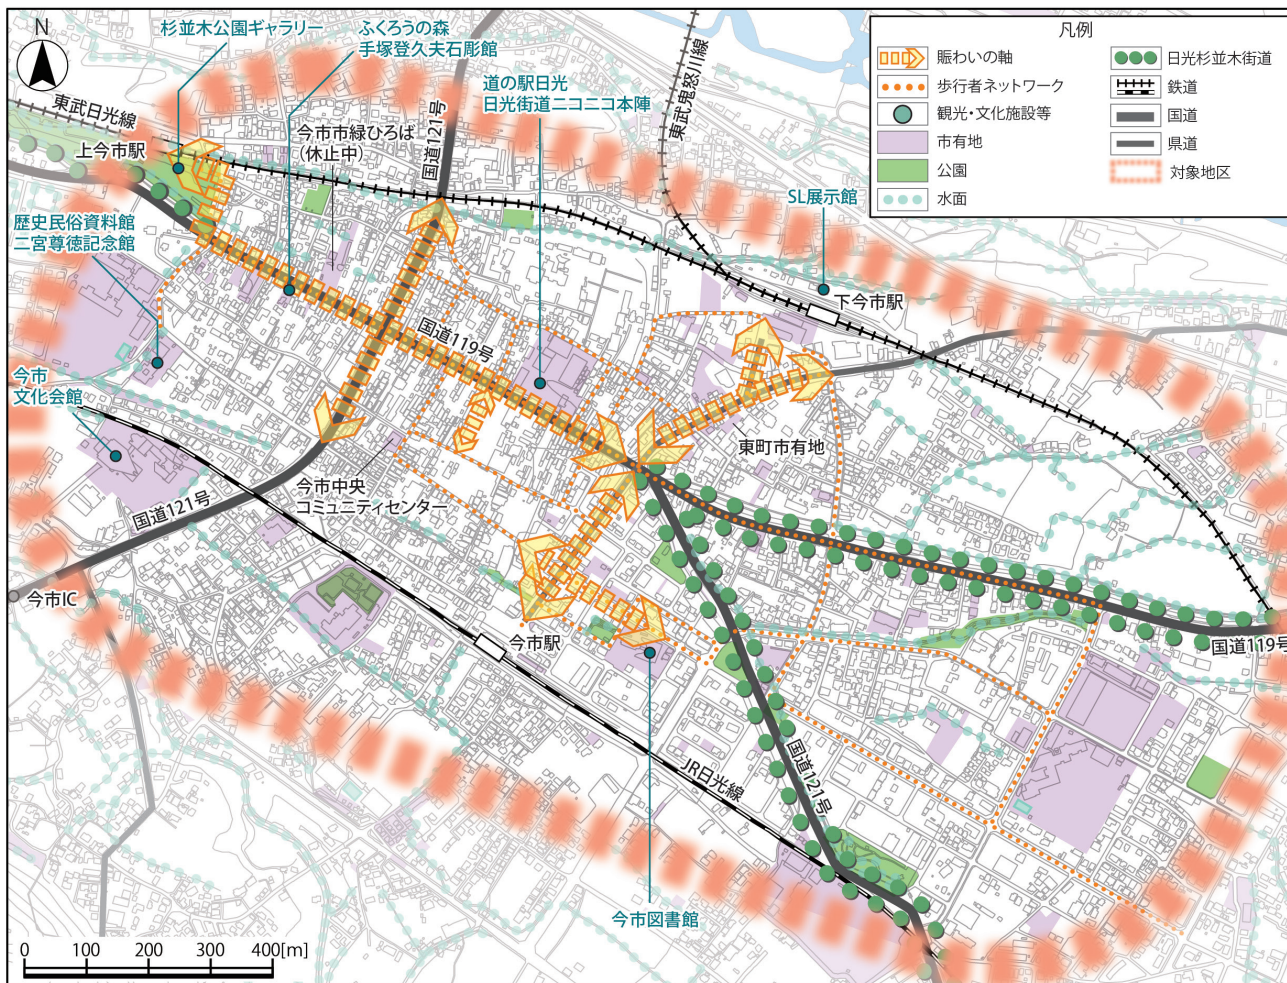 N
杉並木公園ギャラリー
ふくろうの森
手塚登久夫石彫館
道の駅日光
日光街道ニコニコ本陣
東武日光線
上今市駅
今市市緑ひろば
(休止中)
国道121号
東武鬼怒川線
歴史民俗資料館
二宮尊徳記念館
SL展示館
下今市駅
国道119号
今市
文化会館
東町市有地
今市中央
コミュニティセンター
国道121号
今市IC
今市駅
国道119号
JR日光線
国道121号
今市図書館
0 100 200 300 400[m]
凡例
賑わいの軸
歩行者ネットワーク
観光・文化施設等
市有地
公園
水面
日光杉並木街道
鉄道
国道
県道
対象地区